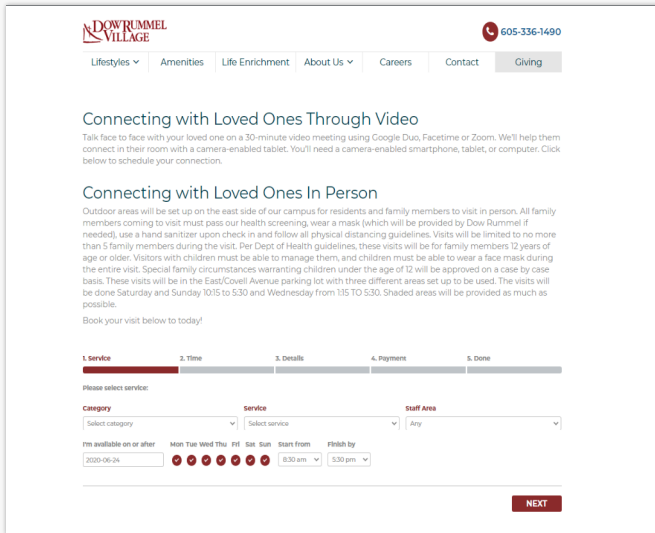 DOWRUMMEL
VILLAGE
605-336-1490
Lifestyles Amenities Life Enrichment About Us Careers Contact Giving
Connecting with Loved Ones Through Video
Talk face to face with your loved one on a 30-minute video meeting using Google Duo, Facetime or Zoom. We'll help them
connect in their room with a camera-enabled tablet. You'll need a camera-enabled smartphone, tablet, or computer. Click
below to schedule your connection.
Connecting with Loved Ones In Person
Outdoor areas will be set up on the east side of our campus for residents and family members to visit in person. All family
members coming to visit must pass our health screening, wear a mask (which will be provided by Dow Rummel if
needed), use a hand sanitizer upon check in and follow all physical distancing guidelines. Visits will be limited to no more
than 5 family members during the visit. Per Dept of Health guidelines, these visits will be for family members 12 years of
age or older. Visitors with children must be able to manage them, and children must be able to wear a face mask during
the entire visit. Special family circumstances warranting children under the age of 12 will be approved on a case by case
basis. These visits will be in the East/Covell Avenue parking lot with three different areas set up to be used. The visits will
be done Saturday and Sunday 10:15 to 5:30 and Wednesday from 1:15 TO 5:30. Shaded areas will be provided as much as
possible.
Book your visit below to today!
1. Service 2. Time 3. Details 4. Payment 5. Done
Please select service:
Category Service Staff Area
Select category Select service Any
I'm available on or after Mon Tue Wed Thu Fri Sat Sun Start from Finish by
2020-06-24 8:30 am 5:30 pm
NEXT